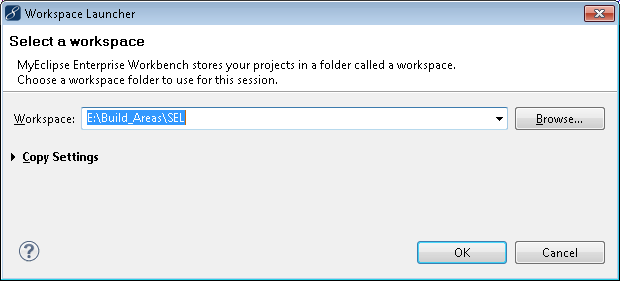 Workspace Launcher
Select a workspace
MyEclipse Enterprise Workbench stores your projects in a folder called a workspace.
Choose a workspace folder to use for this session.
Workspace: E:\Build_Areas\SEL Browse...
Copy Settings
? OK Cancel